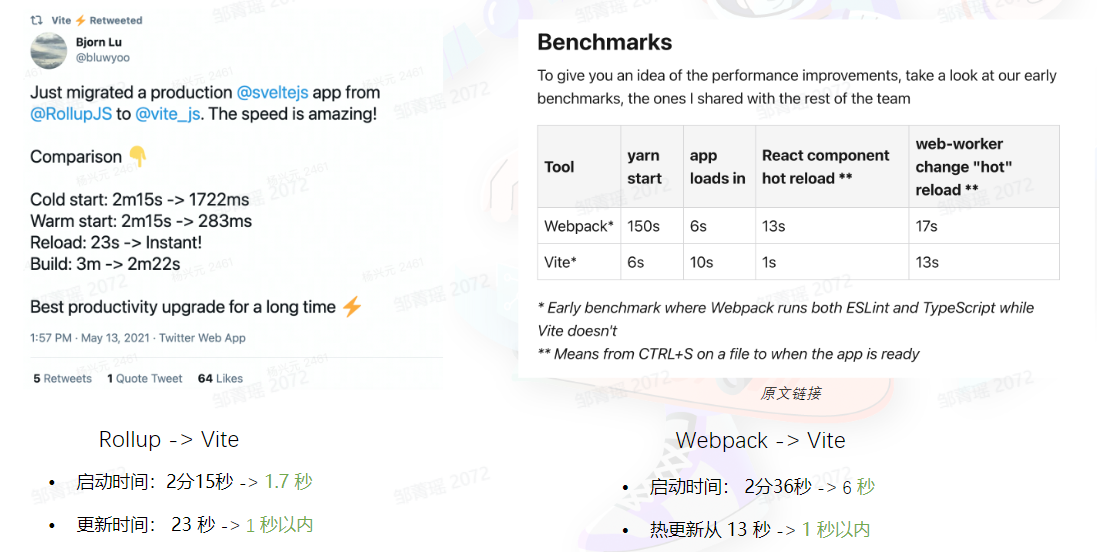 Vite ⚡ Retweeted
Bjorn Lu
@bluwyoo
Just migrated a production @sveltejs app from
@RollupJS to @vite_js. The speed is amazing!
Comparison 👇
Cold start: 2m15s -> 1722ms
Warm start: 2m15s -> 283ms
Reload: 23s -> Instant!
Build: 3m -> 2m22s
Best productivity upgrade for a long time ⚡
1:57 PM · May 13, 2021 · Twitter Web App
5 Retweets 1 Quote Tweet 64 Likes
Rollup -> Vite
• 启动时间：2分15秒 -> 1.7 秒
• 更新时间： 23 秒 -> 1 秒以内
Benchmarks
To give you an idea of the performance improvements, take a look at our early
benchmarks, the ones I shared with the rest of the team
Tool yarn start app loads in React component hot reload ** web-worker change "hot" reload **
Webpack* 150s 6s 13s 17s
Vite* 6s 10s 1s 13s
* Early benchmark where Webpack runs both ESLint and TypeScript while
Vite doesn't
** Means from CTRL+S on a file to when the app is ready
原文链接
Webpack -> Vite
• 启动时间： 2分36秒 -> 6 秒
• 热更新从 13 秒 -> 1 秒以内
邹菁瑶 2072
杨兴元 2461